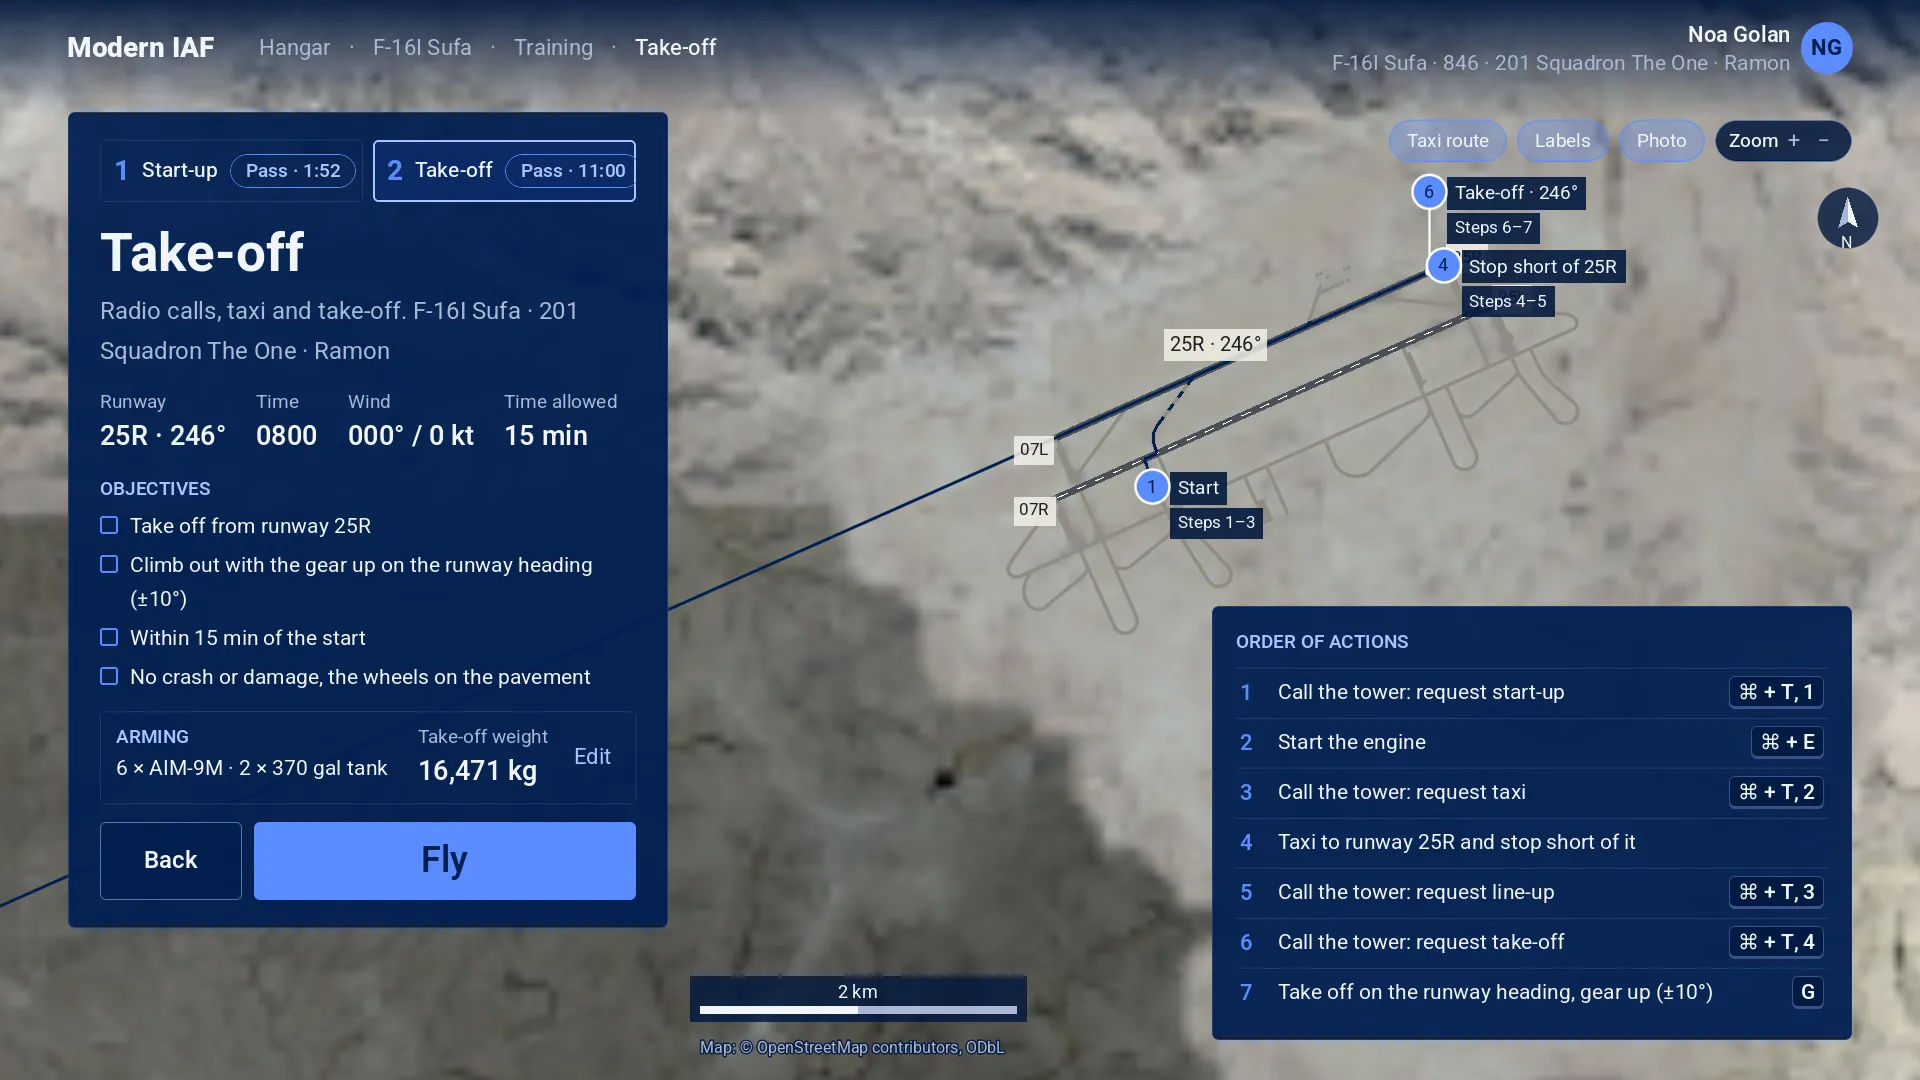 Modern IAF
Hangar · F-16I Sufa · Training · Take-off
Noa Golan
F-16I Sufa · 846 · 201 Squadron The One · Ramon
NG
1 Start-up Pass · 1:52
2 Take-off Pass · 11:00
Take-off
Radio calls, taxi and take-off. F-16I Sufa · 201
Squadron The One · Ramon
Runway
25R · 246°
Time
0800
Wind
000° / 0 kt
Time allowed
15 min
OBJECTIVES
Take off from runway 25R
Climb out with the gear up on the runway heading
(±10°)
Within 15 min of the start
No crash or damage, the wheels on the pavement
ARMING
6 × AIM-9M · 2 × 370 gal tank
Take-off weight
16,471 kg
Edit
Back
Fly
Taxi route
Labels
Photo
Zoom + −
N
6 Take-off · 246°
Steps 6–7
4 Stop short of 25R
Steps 4–5
25R · 246°
07L
07R
1 Start
Steps 1–3
ORDER OF ACTIONS
1 Call the tower: request start-up ⌘ + T, 1
2 Start the engine ⌘ + E
3 Call the tower: request taxi ⌘ + T, 2
4 Taxi to runway 25R and stop short of it
5 Call the tower: request line-up ⌘ + T, 3
6 Call the tower: request take-off ⌘ + T, 4
7 Take off on the runway heading, gear up (±10°) G
2 km
Map: © OpenStreetMap contributors, ODbL